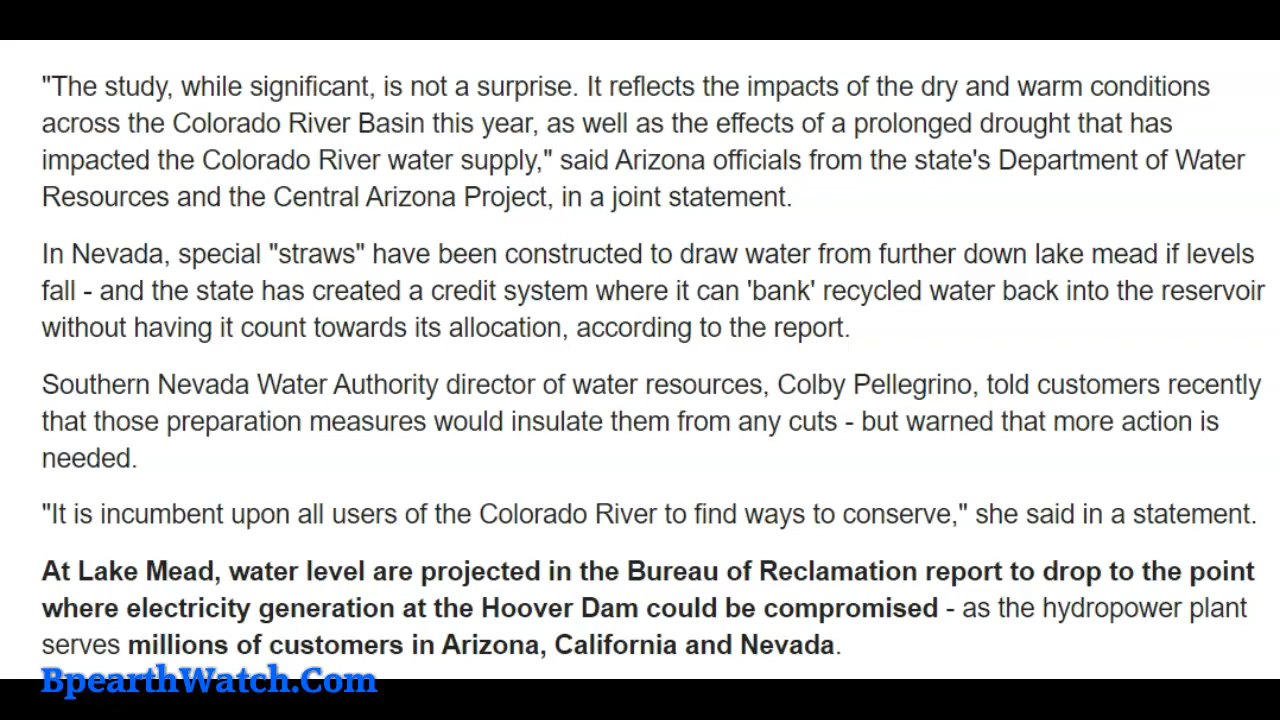 "The study, while significant, is not a surprise. It reflects the impacts of the dry and warm conditions
across the Colorado River Basin this year, as well as the effects of a prolonged drought that has
impacted the Colorado River water supply," said Arizona officials from the state's Department of Water
Resources and the Central Arizona Project, in a joint statement.
In Nevada, special "straws" have been constructed to draw water from further down lake mead if levels
fall - and the state has created a credit system where it can 'bank' recycled water back into the reservoir
without having it count towards its allocation, according to the report.
Southern Nevada Water Authority director of water resources, Colby Pellegrino, told customers recently
that those preparation measures would insulate them from any cuts - but warned that more action is
needed.
"It is incumbent upon all users of the Colorado River to find ways to conserve," she said in a statement.
At Lake Mead, water level are projected in the Bureau of Reclamation report to drop to the point
where electricity generation at the Hoover Dam could be compromised - as the hydropower plant
serves millions of customers in Arizona, California and Nevada.
BpearthWatch.Com